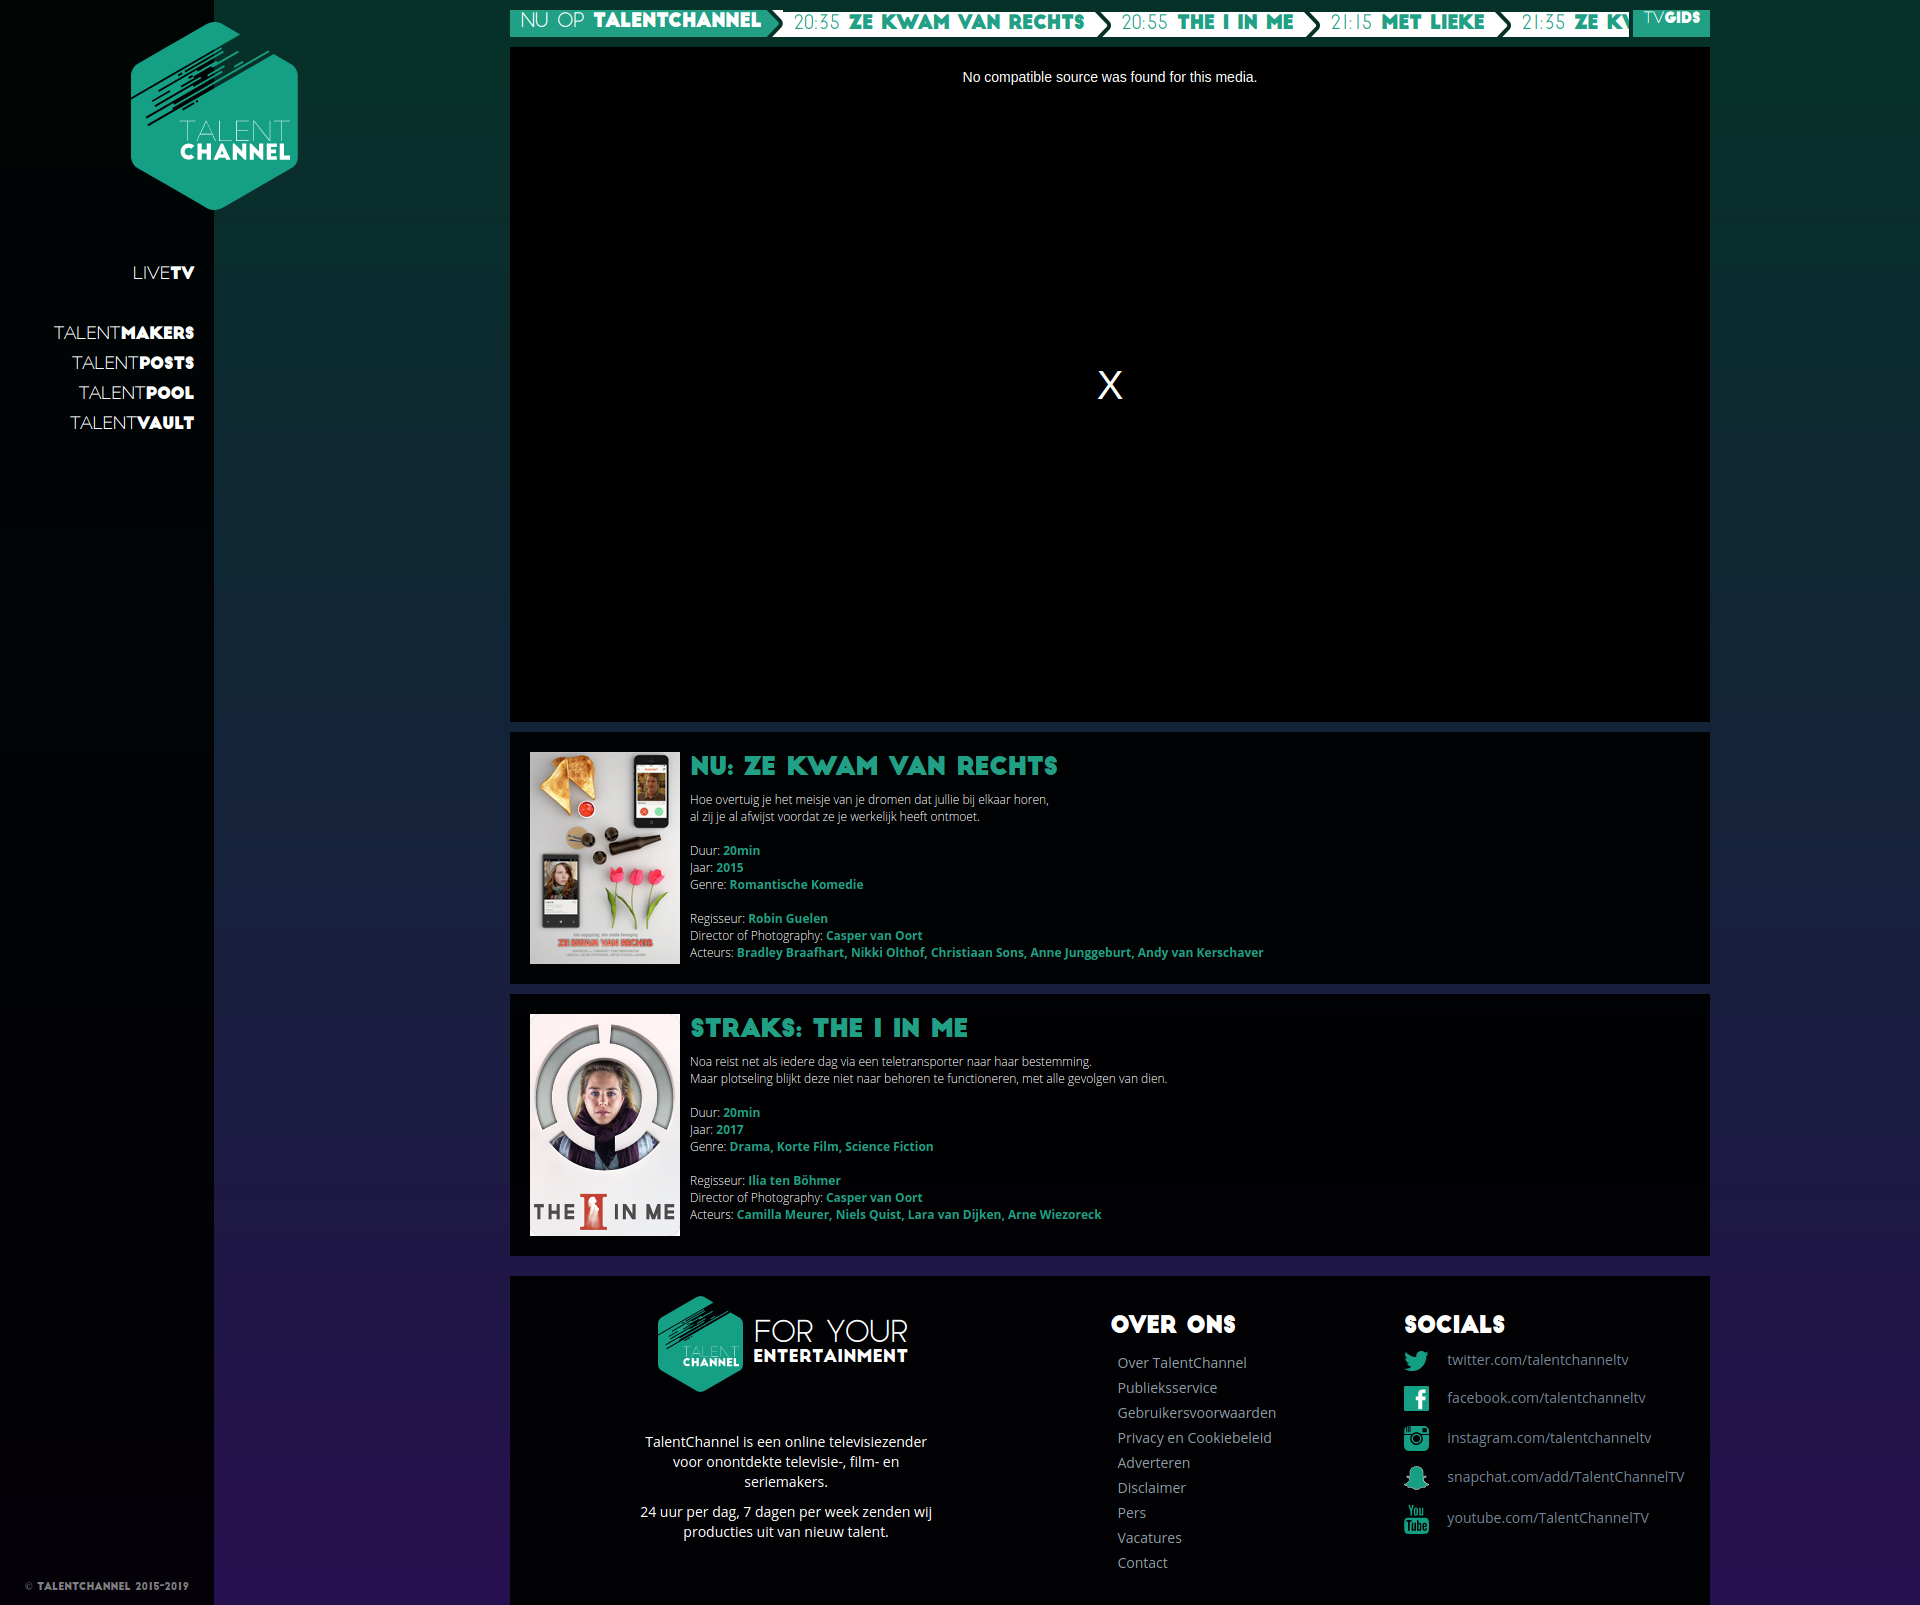 NU OP TALENTCHANNEL
20:35 ZE KWAM VAN RECHTS
20:55 THE I IN ME
21:15 MET LIEKE
21:35 ZE
TVGIDS
TALENT
CHANNEL
LIVETV
TALENTMAKERS
TALENTPOSTS
TALENTPOOL
TALENTVAULT
No compatible source was found for this media.
X
ZE KWAM VAN RECHTS
NU: ZE KWAM VAN RECHTS
Hoe overtuig je het meisje van je dromen dat jullie bij elkaar horen,
al zij je al afwijst voordat ze je werkelijk heeft ontmoet.
Duur: 20min
Jaar: 2015
Genre: Romantische Komedie
Regisseur: Robin Guelen
Director of Photography: Casper van Oort
Acteurs: Bradley Braafhart, Nikki Olthof, Christiaan Sons, Anne Junggeburt, Andy van Kerschaver
THE I IN ME
STRAKS: THE I IN ME
Noa reist net als iedere dag via een teletransporter naar haar bestemming.
Maar plotseling blijkt deze niet naar behoren te functioneren, met alle gevolgen van dien.
Duur: 20min
Jaar: 2017
Genre: Drama, Korte Film, Science Fiction
Regisseur: Ilia ten Böhmer
Director of Photography: Casper van Oort
Acteurs: Camilla Meurer, Niels Quist, Lara van Dijken, Arne Wiezoreck
TALENT
CHANNEL
FOR YOUR
ENTERTAINMENT
TalentChannel is een online televisiezender
voor onontdekte televisie-, film- en
seriemakers.
24 uur per dag, 7 dagen per week zenden wij
producties uit van nieuw talent.
OVER ONS
Over TalentChannel
Publieksservice
Gebruikersvoorwaarden
Privacy en Cookiebeleid
Adverteren
Disclaimer
Pers
Vacatures
Contact
SOCIALS
twitter.com/talentchanneltv
facebook.com/talentchanneltv
instagram.com/talentchanneltv
snapchat.com/add/TalentChannelTV
You
Tube
youtube.com/TalentChannelTV
© TALENTCHANNEL 2015-2019